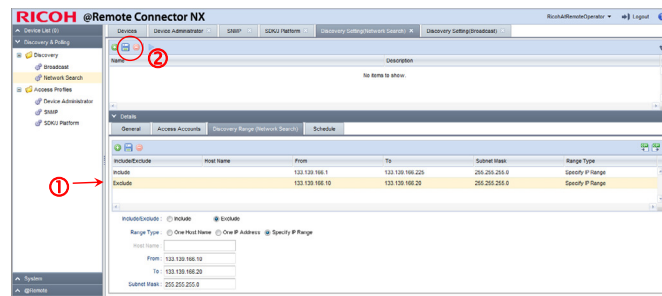 RICOH @Remote Connector NX
RicohAtRemoteOperator Logout
Device List (0)
Devices Device Administrator SNMP SDK/J Platform Discovery Setting(Network Search) Discovery Setting(Broadcast)
Discovery & Polling
Discovery
Broadcast
Network Search
Access Profiles
Device Administrator
SNMP
SDK/J Platform
②
Name Description
No items to show.
Details
General Access Accounts Discovery Range (Network Search) Schedule
Include/Exclude Host Name From To Subnet Mask Range Type
Include 133.139.166.1 133.139.166.225 255.255.255.0 Specify IP Range
① Exclude 133.139.166.10 133.139.166.20 255.255.255.0 Specify IP Range
Include/Exclude: Include Exclude
Range Type: One Host Name One IP Address Specify IP Range
Host Name:
From: 133.139.166.10
To: 133.139.166.20
Subnet Mask: 255.255.255.0
System
@Remote